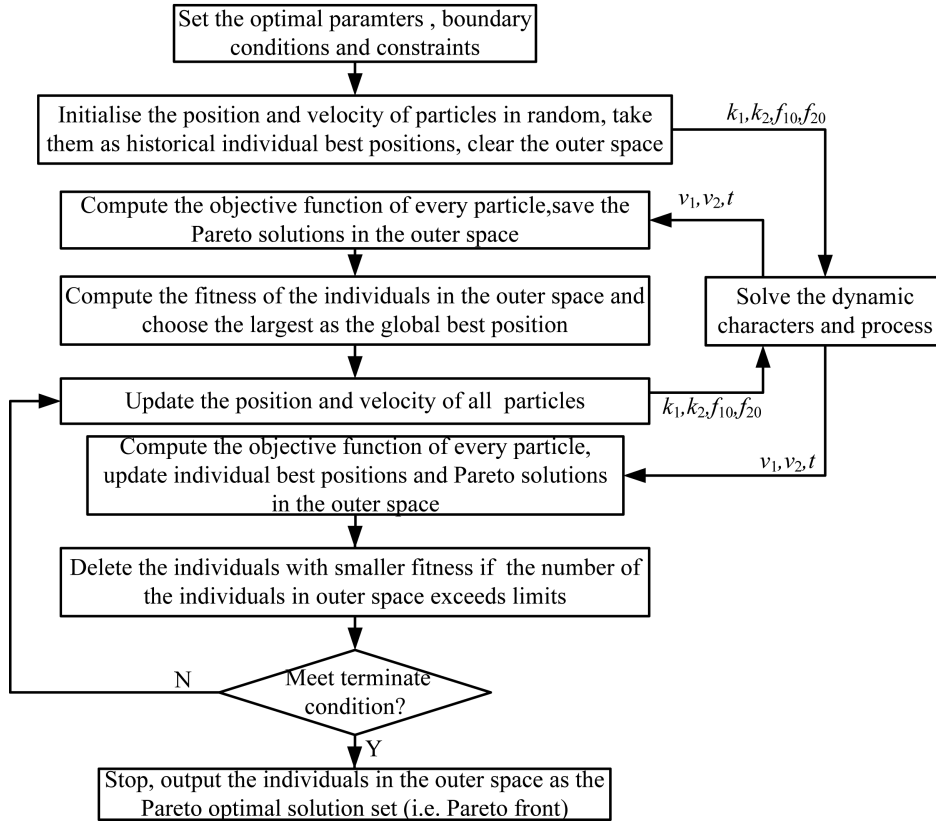 Set the optimal paramters , boundary
conditions and constraints
Initialise the position and velocity of particles in random, take
them as historical individual best positions, clear the outer space
k₁,k₂,f₁₀,f₂₀
v₁,v₂,t
Compute the objective function of every particle,save the
Pareto solutions in the outer space
Compute the fitness of the individuals in the outer space and
choose the largest as the global best position
Solve the dynamic
characters and process
Update the position and velocity of all particles
k₁,k₂,f₁₀,f₂₀
Compute the objective function of every particle,
update individual best positions and Pareto solutions
in the outer space
v₁,v₂,t
Delete the individuals with smaller fitness if the number of
the individuals in outer space exceeds limits
N
Meet terminate
condition?
Y
Stop, output the individuals in the outer space as the
Pareto optimal solution set (i.e. Pareto front)